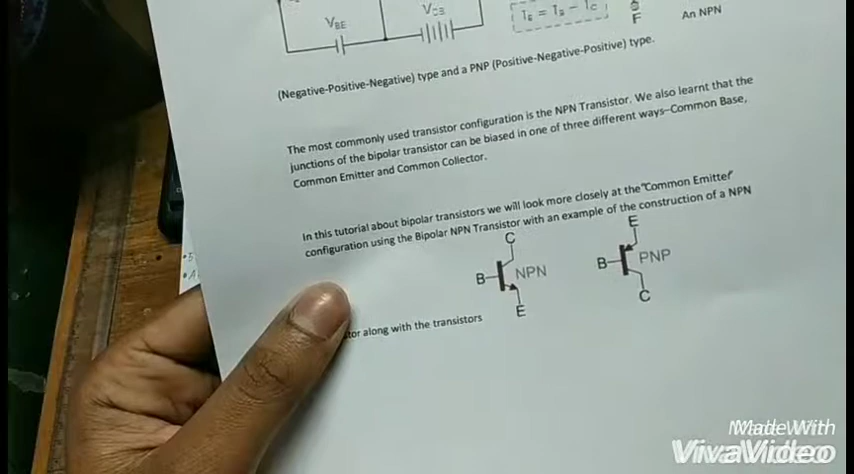 VBE
VCB
IE = IB – IC
F
An NPN
(Negative-Positive-Negative) type and a PNP (Positive-Negative-Positive) type.
The most commonly used transistor configuration is the NPN Transistor. We also learnt that the
junctions of the bipolar transistor can be biased in one of three different ways–Common Base,
Common Emitter and Common Collector.
In this tutorial about bipolar transistors we will look more closely at the "Common Emitter"
configuration using the Bipolar NPN Transistor with an example of the construction of a NPN
C
B
NPN
E
E
B
PNP
C
along with the transistors
Made With
VivaVideo